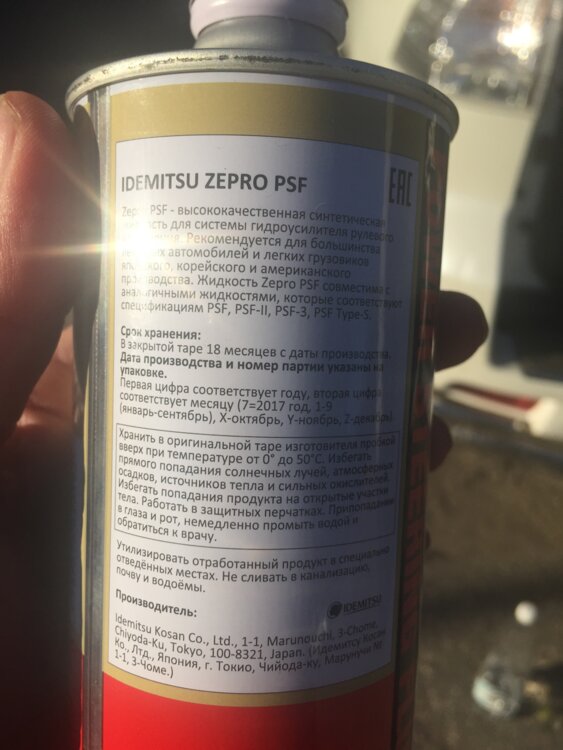 IDEMITSU ZEPRO PSF
EAC
PSF - высококачественная синтетическая
для системы гидроусилителя рулевого
Рекомендуется для большинства
автомобилей и легких грузовиков
корейского и американского
Жидкость Zepro PSF совместима с
аналогичными жидкостями, которые соответствуют
спецификациям PSF, PSF-II, PSF-3, PSF Type-S.
Срок хранения:
В закрытой таре 18 месяцев с даты производства.
Дата производства и номер партии указаны на
упаковке.
Первая цифра соответствует году, вторая цифра
соответствует месяцу (7=2017 год, 1-9
(январь-сентябрь), X-октябрь, Y-ноябрь, Z-декабрь).
Хранить в оригинальной таре изготовителя пробкой
вверх при температуре от 0° до 50°С. Избегать
прямого попадания солнечных лучей, атмосферных
осадков, источников тепла и сильных окислителей.
Избегать попадания продукта на открытые участки
тела. Работать в защитных перчатках. При попадании
в глаза и рот, немедленно промыть водой и
обратиться к врачу.
Утилизировать отработанный продукт в специально
отведённых местах. Не сливать в канализацию,
почву и водоёмы.
Производитель:
IDEMITSU
Idemitsu Kosan Co., Ltd., 1-1, Marunouchi, 3-Chome,
Chiyoda-Ku, Tokyo, 100-8321, Japan. (Идемитсу Косан
Ко., Лтд., Япония, г. Токио, Чийода-ку, Марунучи
1-1, 3-Чоме.)